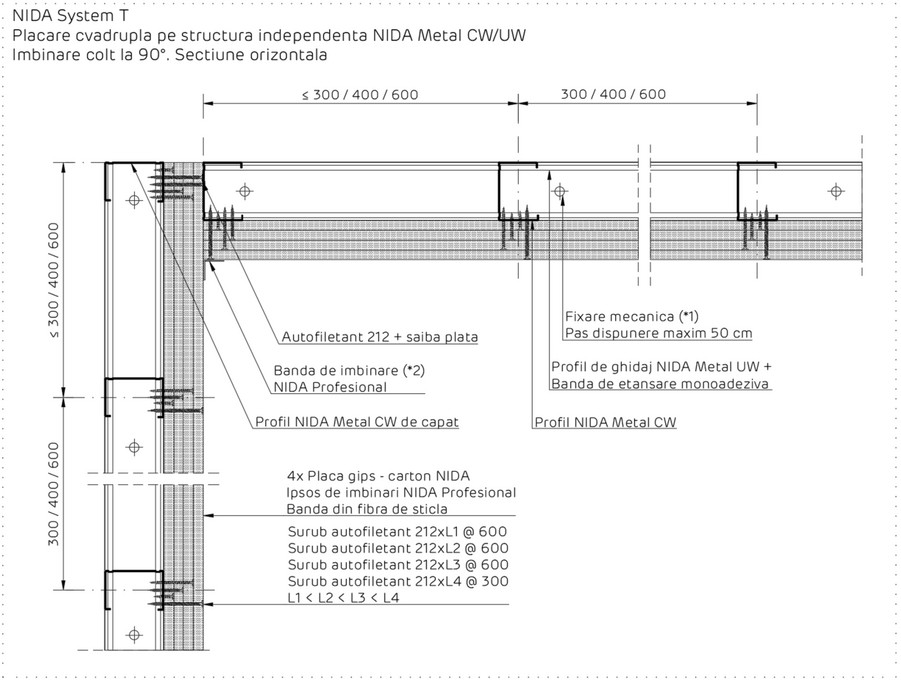 NIDA System T
Placare cvadrupla pe structura independenta NIDA Metal CW/UW
Imbinare colt la 90°. Sectiune orizontala
≤ 300 / 400 / 600
300 / 400 / 600
≤ 300 / 400 / 600
300 / 400 / 600
Autofiletant 212 + saiba plata
Banda de imbinare (*2)
NIDA Profesional
Profil NIDA Metal CW de capat
Fixare mecanica (*1)
Pas dispunere maxim 50 cm
Profil de ghidaj NIDA Metal UW +
Banda de etansare monoadeziva
Profil NIDA Metal CW
4x Placa gips - carton NIDA
Ipsos de imbinari NIDA Profesional
Banda din fibra de sticla
Surub autofiletant 212xL1 @ 600
Surub autofiletant 212xL2 @ 600
Surub autofiletant 212xL3 @ 600
Surub autofiletant 212xL4 @ 300
L1 < L2 < L3 < L4